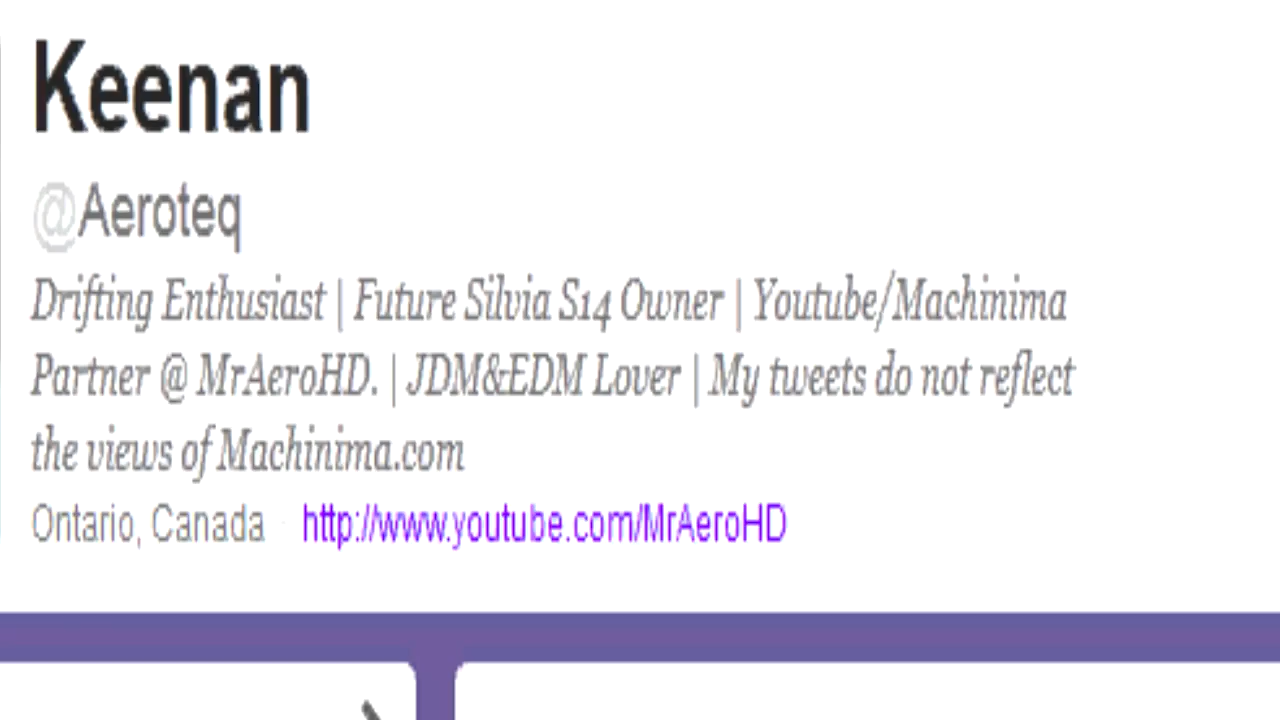 Keenan
@Aeroteq
Drifting Enthusiast | Future Silvia S14 Owner | Youtube/Machinima
Partner @ MrAeroHD. | JDM&EDM Lover | My tweets do not reflect
the views of Machinima.com
Ontario, Canada · http://www.youtube.com/MrAeroHD